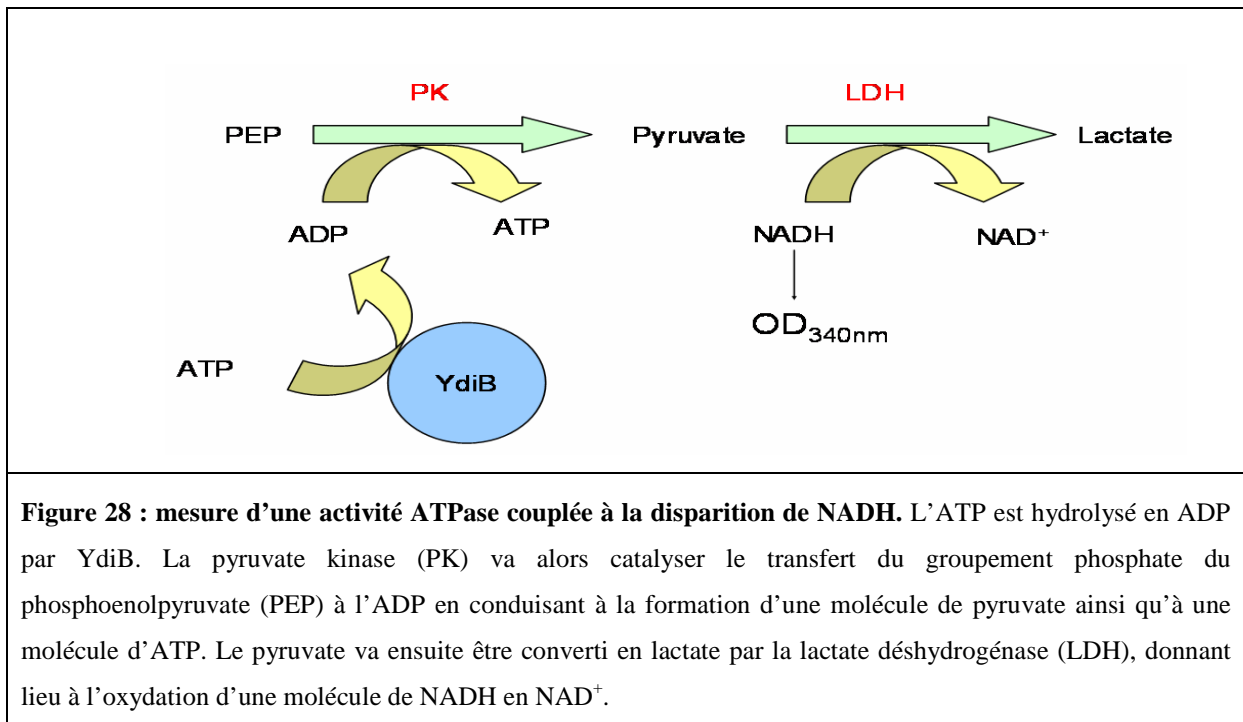 PK LDH
PEP Pyruvate Lactate
ADP ATP NADH NAD⁺
OD₃₄₀nm
ATP YdiB
Figure 28 : mesure d’une activité ATPase couplée à la disparition de NADH. L’ATP est hydrolysé en ADP
par YdiB. La pyruvate kinase (PK) va alors catalyser le transfert du groupement phosphate du
phosphoenolpyruvate (PEP) à l’ADP en conduisant à la formation d’une molécule de pyruvate ainsi qu’à une
molécule d’ATP. Le pyruvate va ensuite être converti en lactate par la lactate déshydrogénase (LDH), donnant
lieu à l’oxydation d’une molécule de NADH en NAD⁺.